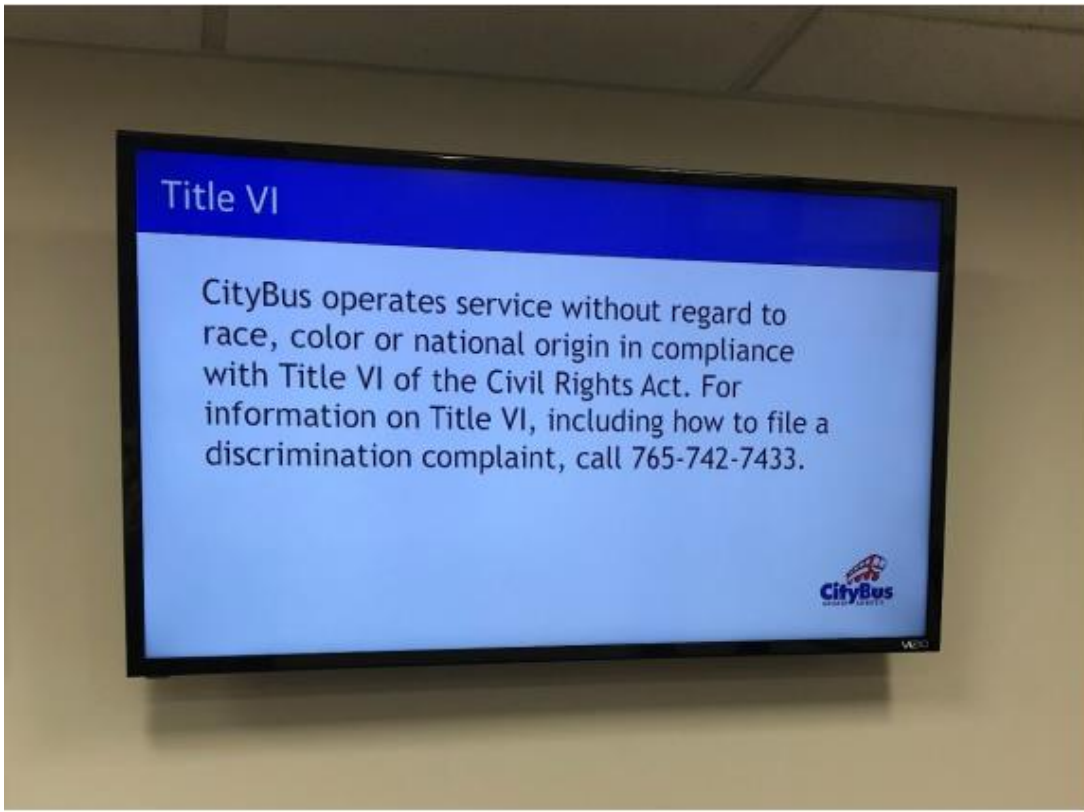 Title VI
CityBus operates service without regard to
race, color or national origin in compliance
with Title VI of the Civil Rights Act. For
information on Title VI, including how to file a
discrimination complaint, call 765-742-7433.
CityBus
VIZIO